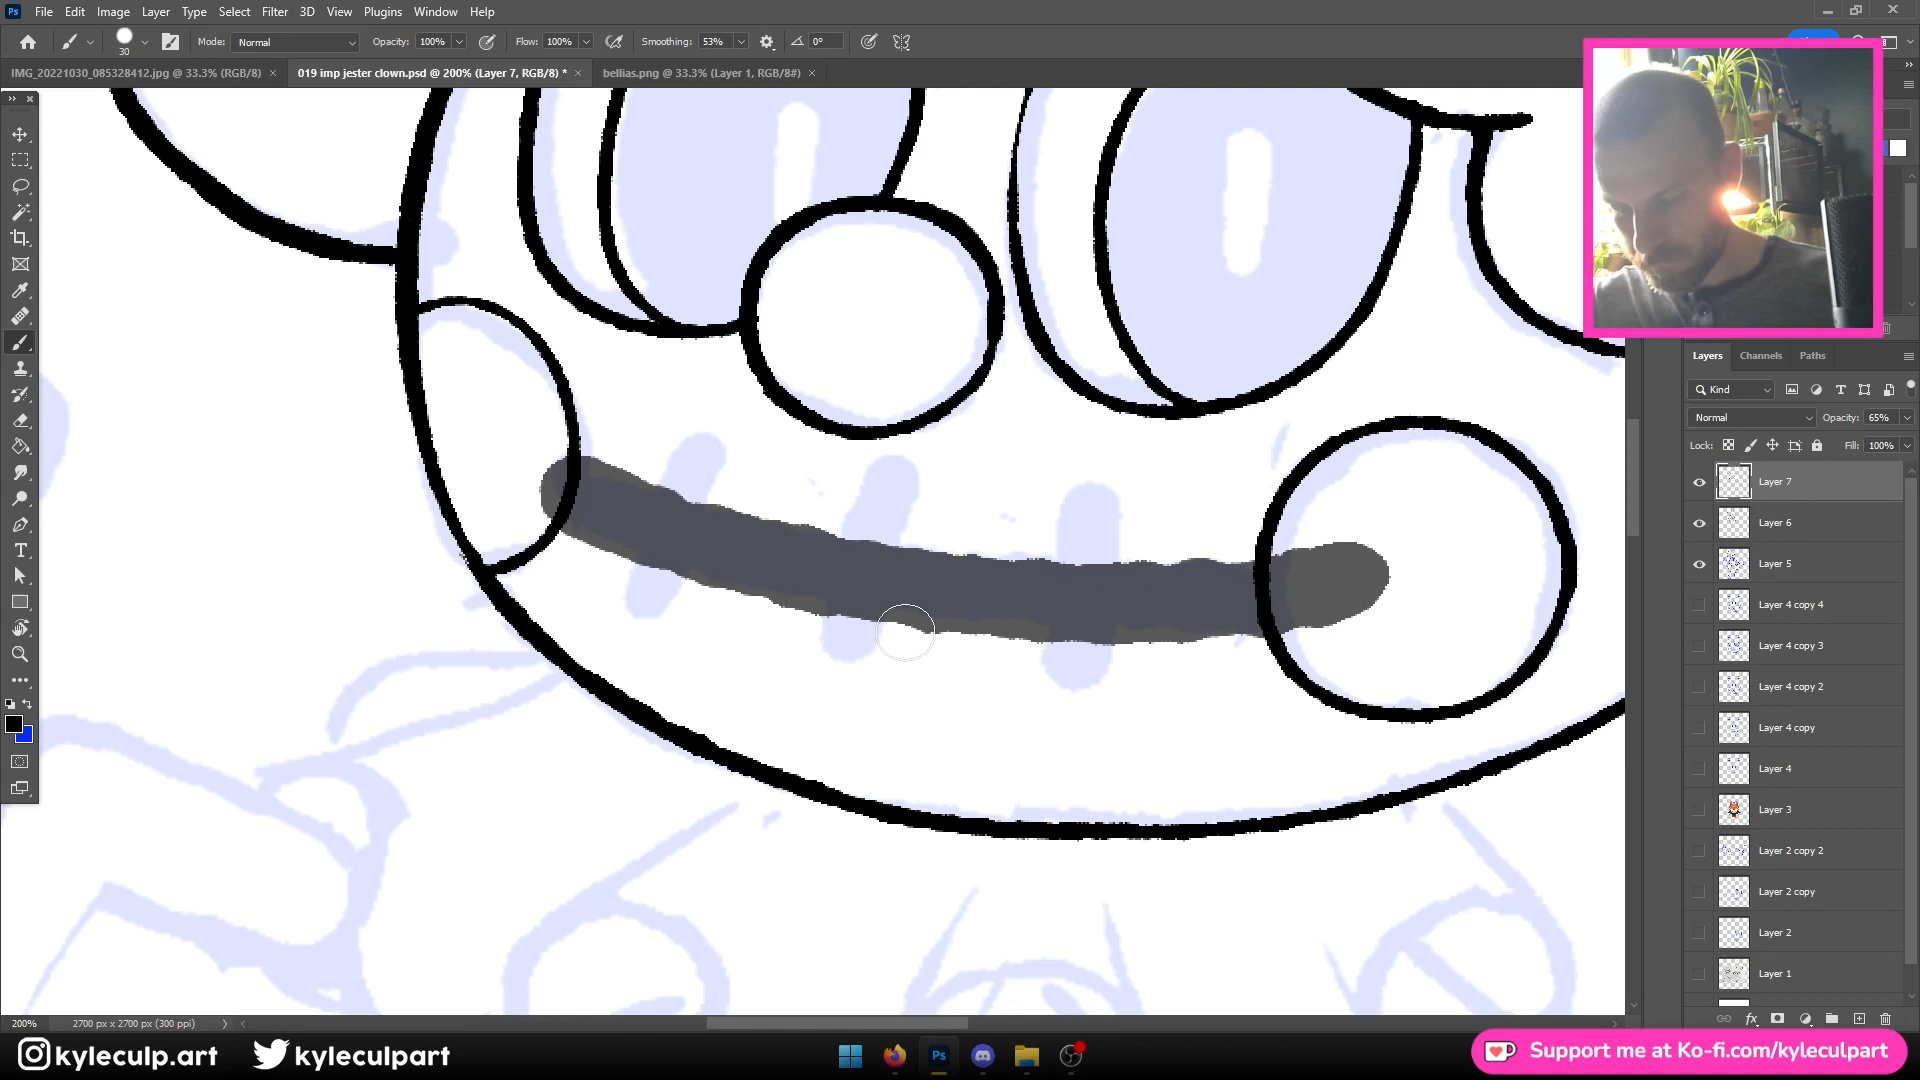 Ps File Edit Image Layer Type Select Filter 3D View Plugins Window Help
30 Mode: Normal Opacity: 100% Flow: 100% Smoothing: 53% 0°
IMG_20221030_085328412.jpg @ 33.3% (RGB/8) × 019 imp jester clown.psd @ 200% (Layer 7, RGB/8) * × bellias.png @ 33.3% (Layer 1, RGB/8#) ×
Layers Channels Paths
Kind
Normal Opacity: 65%
Lock: Fill: 100%
Layer 7
Layer 6
Layer 5
Layer 4 copy 4
Layer 4 copy 3
Layer 4 copy 2
Layer 4 copy
Layer 4
Layer 3
Layer 2 copy 2
Layer 2 copy
Layer 2
Layer 1
fx
200% 2700 px x 2700 px (300 ppi)
kyleculp.art kyleculpart
Ps
Support me at Ko-fi.com/kyleculpart